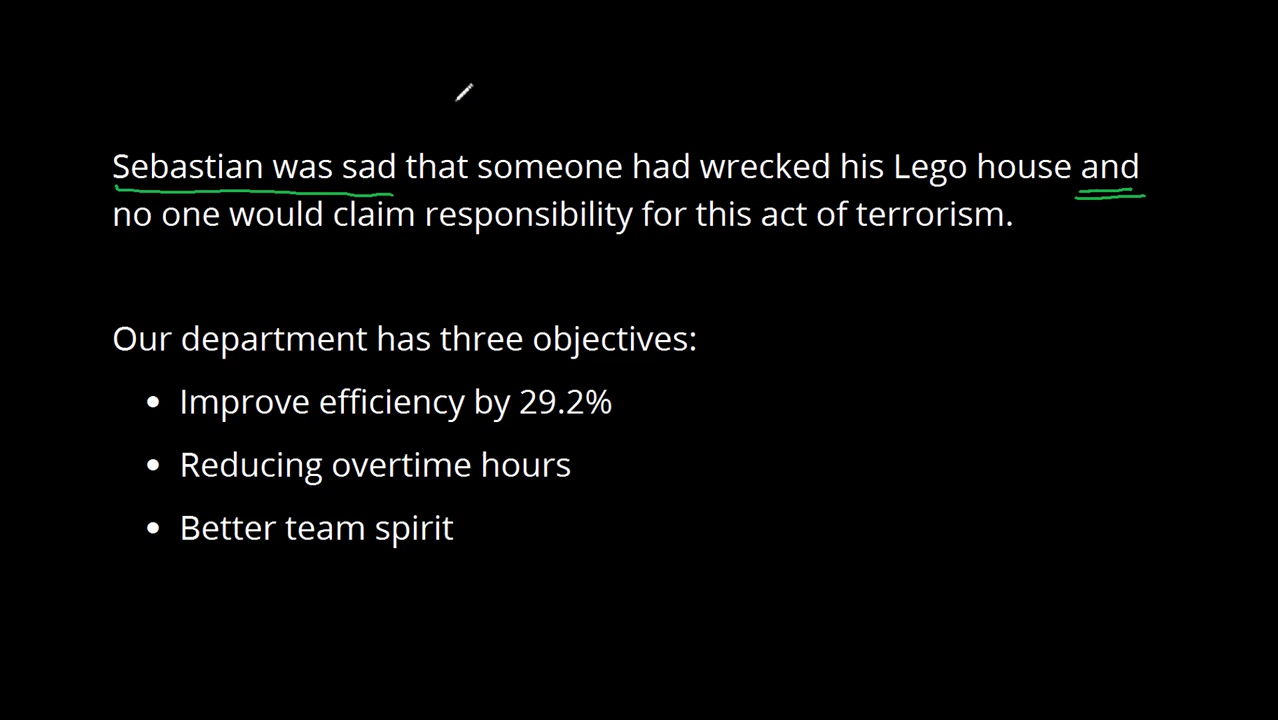 Sebastian was sad that someone had wrecked his Lego house and
no one would claim responsibility for this act of terrorism.
Our department has three objectives:
• Improve efficiency by 29.2%
• Reducing overtime hours
• Better team spirit